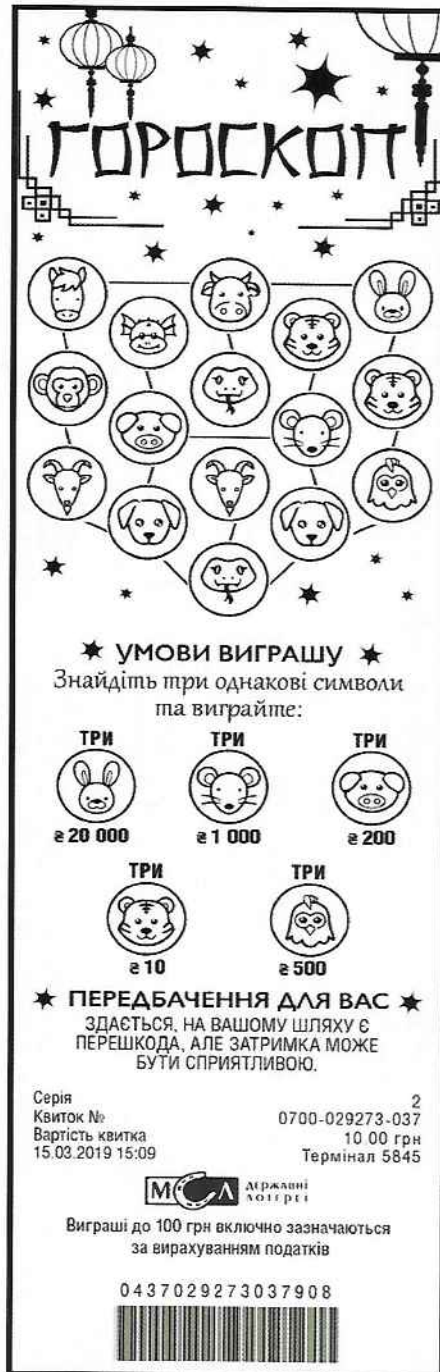 ГОРОСКОП
УМОВИ ВИГРАШУ
Знайдіть три однакові символи
та виграйте:
ТРИ ТРИ ТРИ
₴ 20 000 ₴ 1 000 ₴ 200
ТРИ ТРИ
₴ 10 ₴ 500
ПЕРЕДБАЧЕННЯ ДЛЯ ВАС
ЗДАЄТЬСЯ, НА ВАШОМУ ШЛЯХУ Є
ПЕРЕШКОДА, АЛЕ ЗАТРИМКА МОЖЕ
БУТИ СПРИЯТЛИВОЮ.
Серія 2
Квиток № 0700-029273-037
Вартість квитка 10.00 грн
15.03.2019 15:09 Термінал 5845
МСЛ державні
лотереї
Виграші до 100 грн включно зазначаються
за вирахуванням податків
0437029273037908